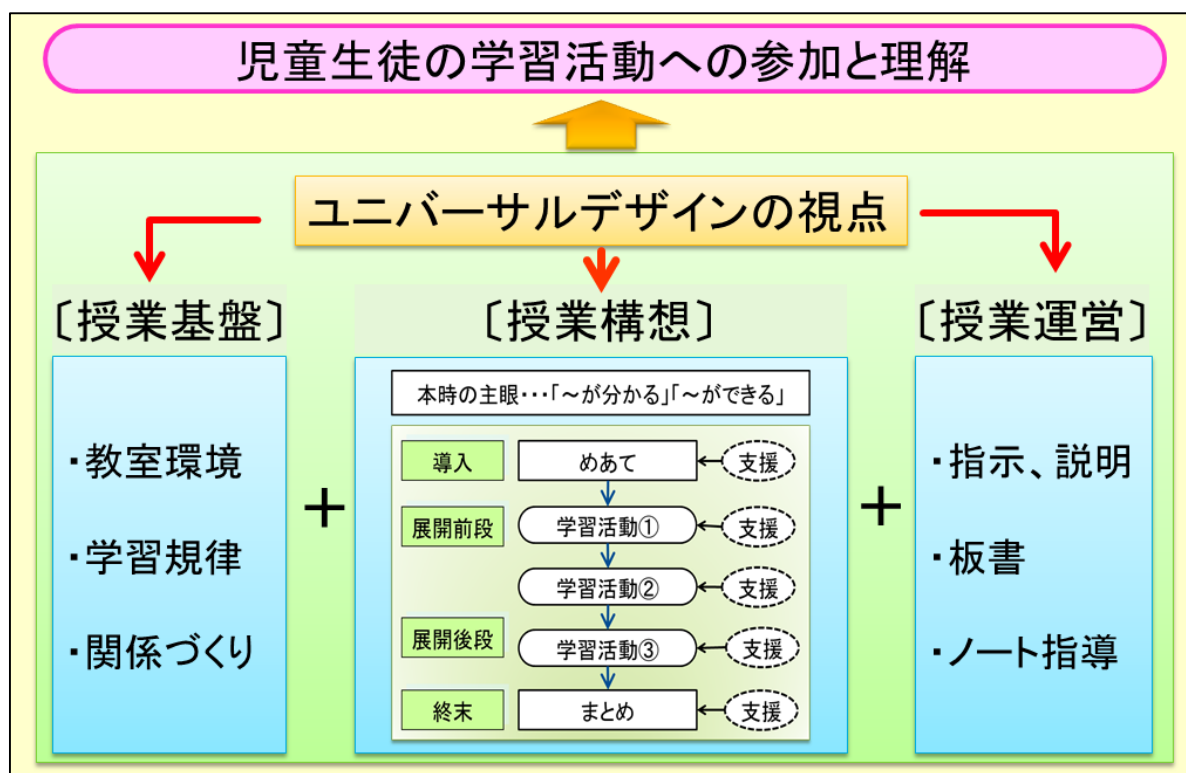 児童生徒の学習活動への参加と理解
ユニバーサルデザインの視点
〔授業基盤〕
・教室環境
・学習規律
・関係づくり
+
〔授業構想〕
本時の主眼・・・「～が分かる」「～ができる」
導入
めあて
支援
展開前段
学習活動①
支援
学習活動②
支援
展開後段
学習活動③
支援
終末
まとめ
支援
+
〔授業運営〕
・指示、説明
・板書
・ノート指導